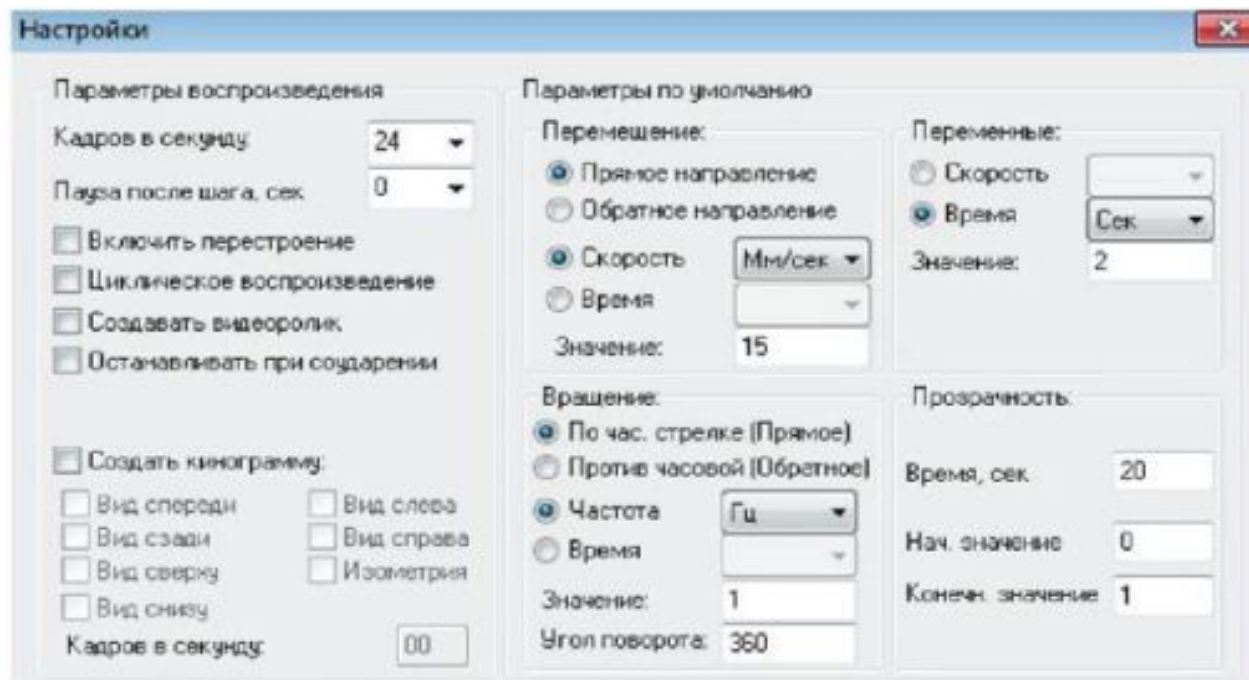 Настройки
Параметры воспроизведения
Кадров в секунду:
24
Пауза после шага, сек
0
Включить перестроение
Циклическое воспроизведение
Создавать видеоролик
Останавливать при соударении
Создать кинограмму:
Вид спереди
Вид слева
Вид сзади
Вид справа
Вид сверху
Изометрия
Вид снизу
Кадров в секунду:
00
Параметры по умолчанию
Перемещение:
Прямое направление
Обратное направление
Скорость
Мм/сек
Время
Значение:
15
Переменные:
Скорость
Время
Сек
Значение:
2
Вращение:
По час. стрелке (Прямое)
Против часовой (Обратное)
Частота
Гц
Время
Значение:
1
Угол поворота:
360
Прозрачность:
Время, сек
20
Нач. значение
0
Конечн. значение
1